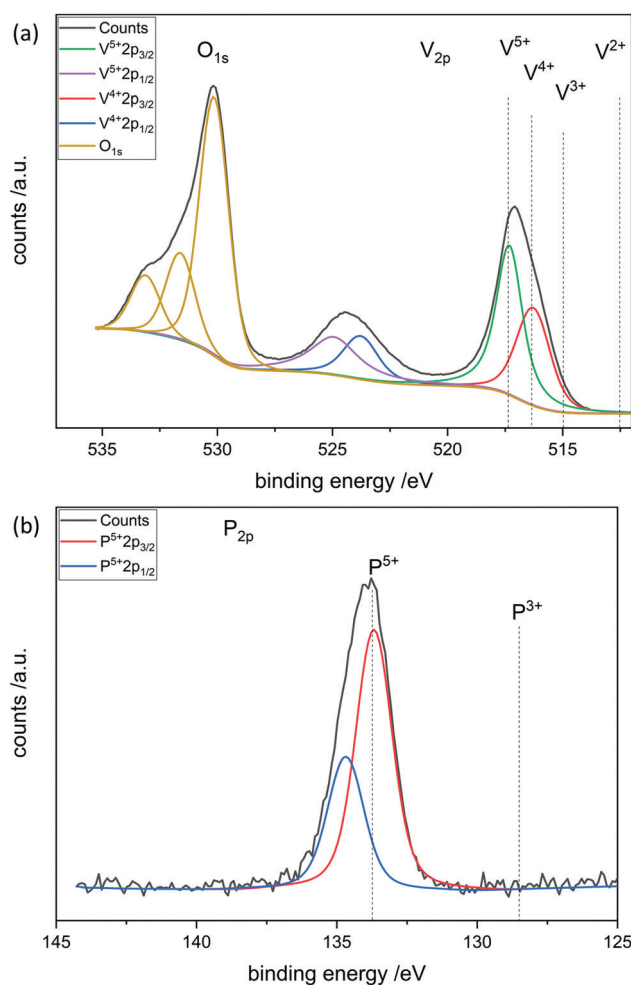 (a)
Counts
V⁵⁺2p₃/₂
V⁵⁺2p₁/₂
V⁴⁺2p₃/₂
V⁴⁺2p₁/₂
O₁ₛ
O₁ₛ
V₂ₚ
V⁵⁺
V⁴⁺
V³⁺
V²⁺
counts /a.u.
535 530 525 520 515
binding energy /eV
(b)
Counts
P⁵⁺2p₃/₂
P⁵⁺2p₁/₂
P₂ₚ
P⁵⁺
P³⁺
counts /a.u.
145 140 135 130 125
binding energy /eV